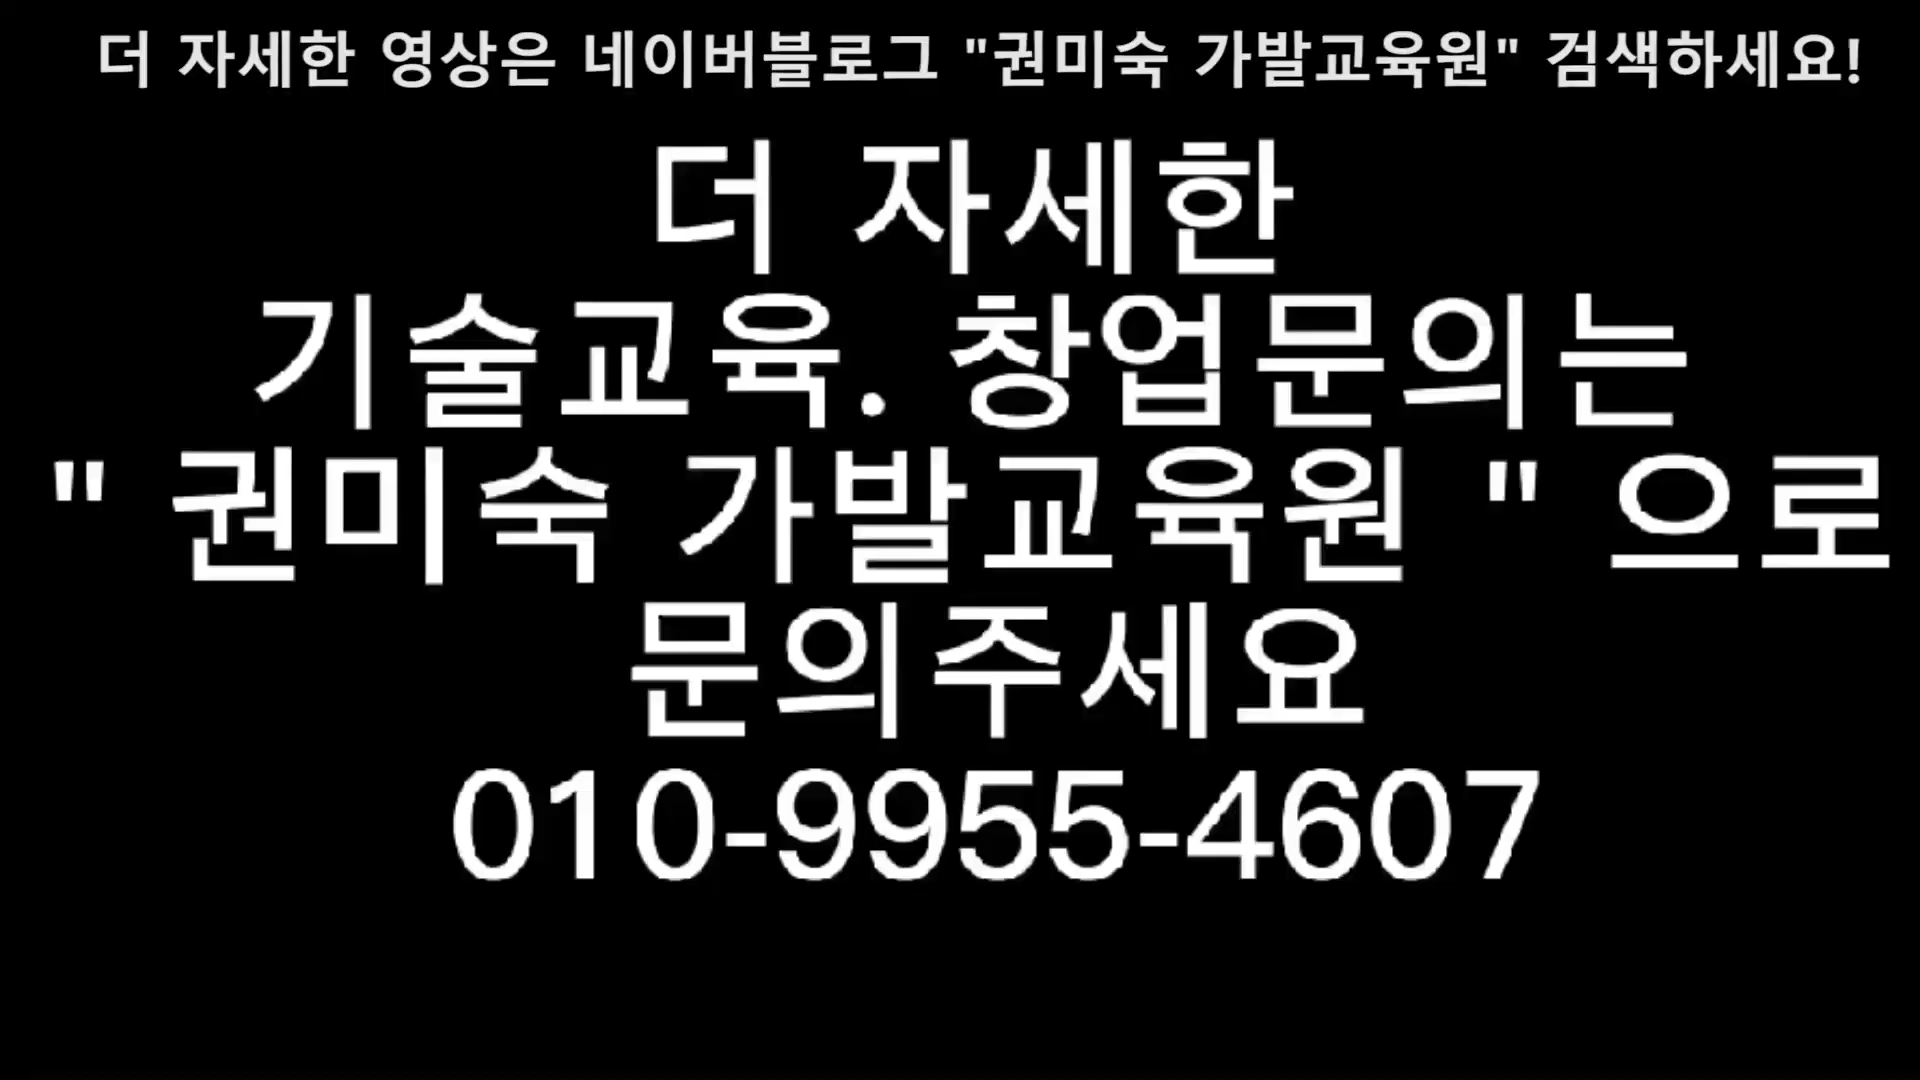 더 자세한 영상은 네이버블로그 "권미숙 가발교육원" 검색하세요!
더 자세한
기술교육. 창업문의는
" 권미숙 가발교육원 " 으로
문의주세요
010-9955-4607